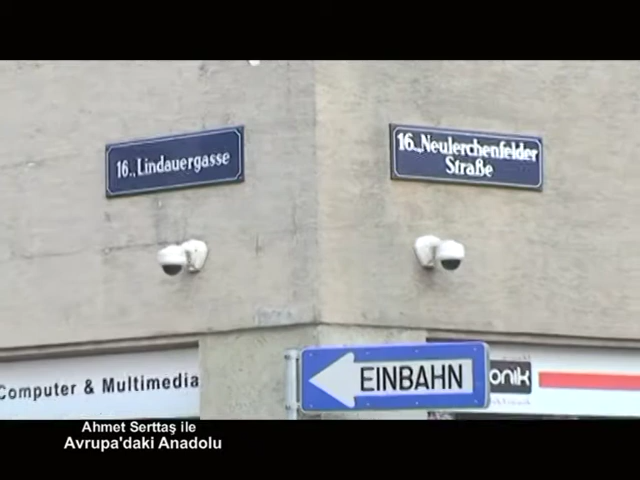 16., Lindauergasse
16., Neulerchenfelder
Straße
Computer & Multimedia
EINBAHN
onik
Ahmet Serttaş ile
Avrupa'daki Anadolu